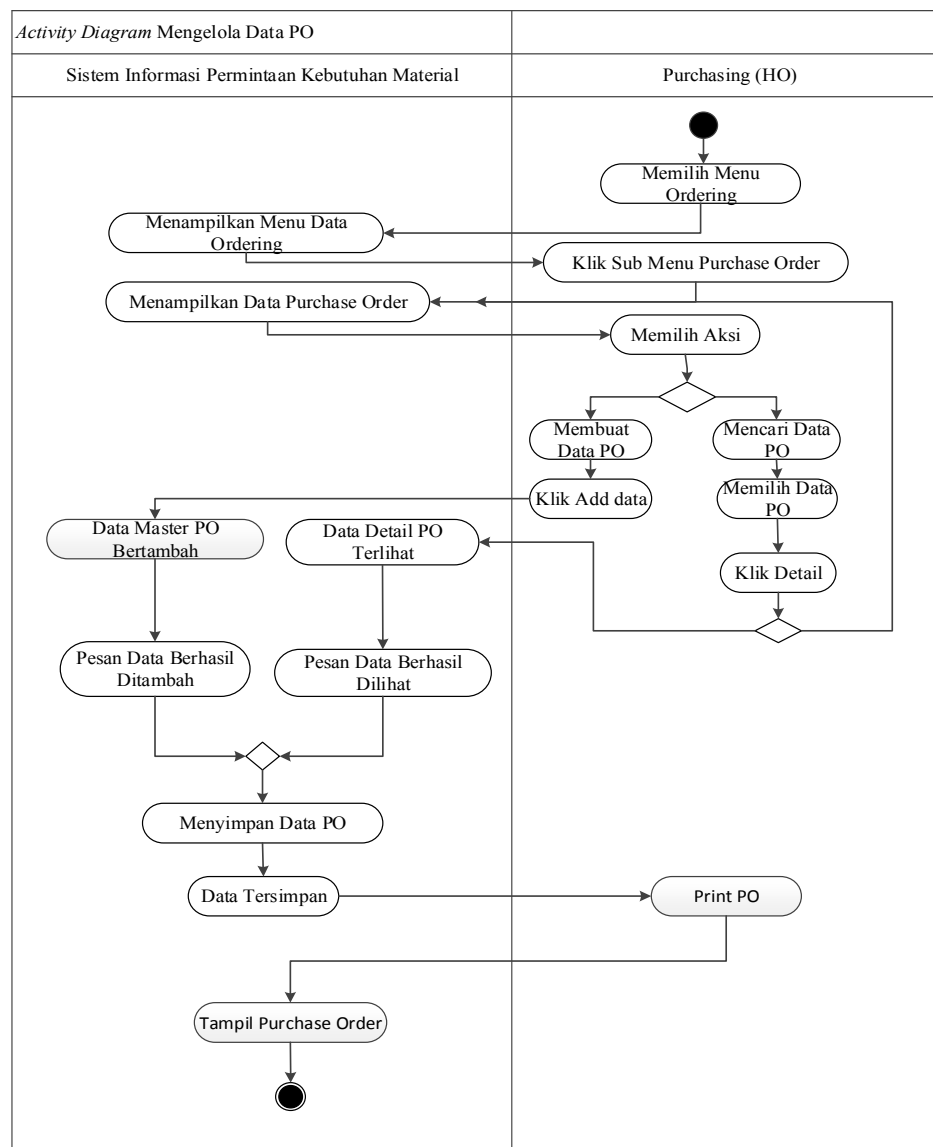 Activity Diagram Mengelola Data PO
Sistem Informasi Permintaan Kebutuhan Material
Purchasing (HO)
Memilih Menu
Ordering
Menampilkan Menu Data
Ordering
Klik Sub Menu Purchase Order
Menampilkan Data Purchase Order
Memilih Aksi
Membuat
Data PO
Mencari Data
PO
Klik Add data
Memilih Data
PO
Data Master PO
Bertambah
Data Detail PO
Terlihat
Klik Detail
Pesan Data Berhasil
Ditambah
Pesan Data Berhasil
Dilihat
Menyimpan Data PO
Data Tersimpan
Print PO
Tampil Purchase Order